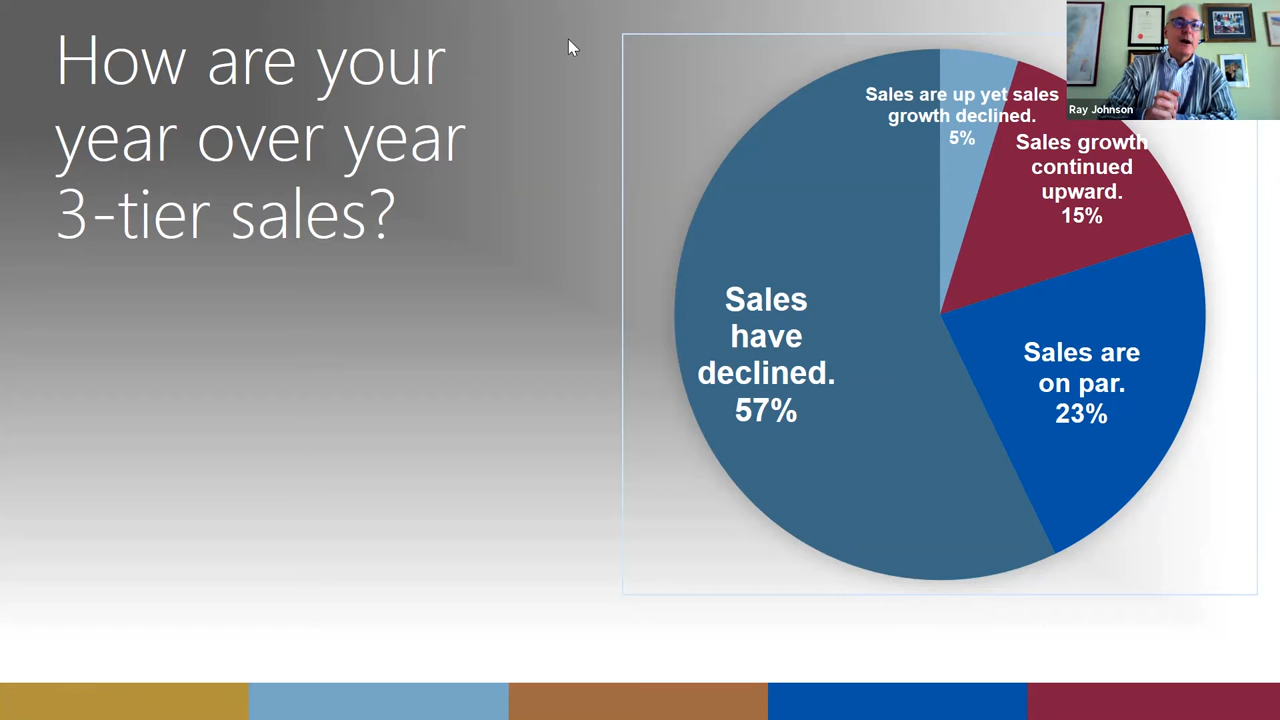 How are your
year over year
3-tier sales?
Sales are up yet sales
growth declined.
5%
Sales growth
continued
upward.
15%
Sales are
on par.
23%
Sales
have
declined.
57%
Ray Johnson